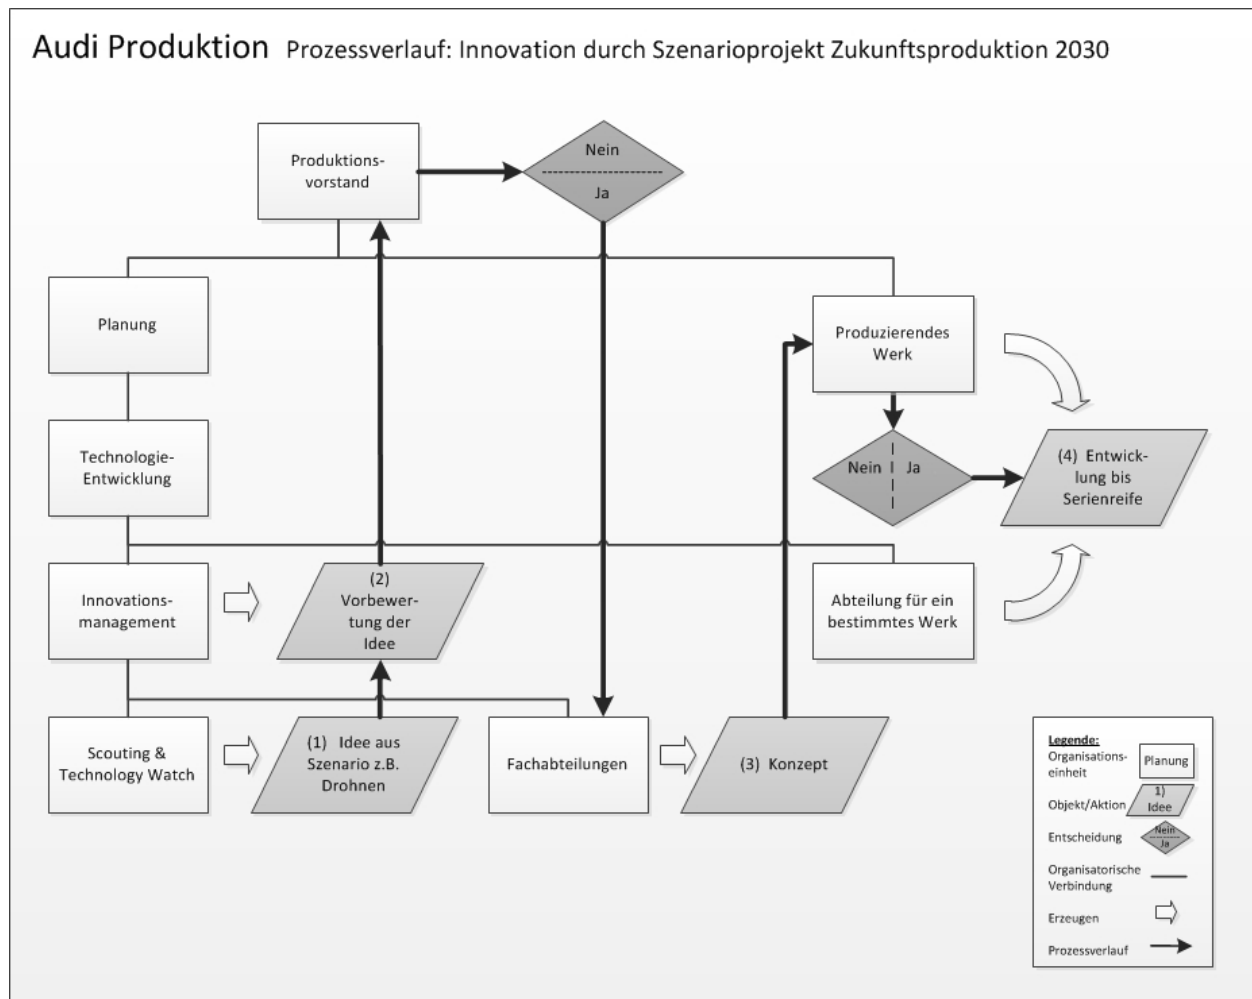 Audi Produktion Prozessverlauf: Innovation durch Szenarioprojekt Zukunftsproduktion 2030
Produktions-
vorstand
Nein
Ja
Planung
Produzierendes
Werk
Technologie-
Entwicklung
Nein
Ja
(4) Entwick-
lung bis
Serienreife
Innovations-
management
(2)
Vorbewer-
tung der
Idee
Abteilung für ein
bestimmtes Werk
Scouting &
Technology Watch
(1) Idee aus
Szenario z.B.
Drohnen
Fachabteilungen
(3) Konzept
Legende:
Organisations-
einheit
Planung
Objekt/Aktion
1)
Idee
Entscheidung
Nein
Ja
Organisatorische
Verbindung
Erzeugen
Prozessverlauf